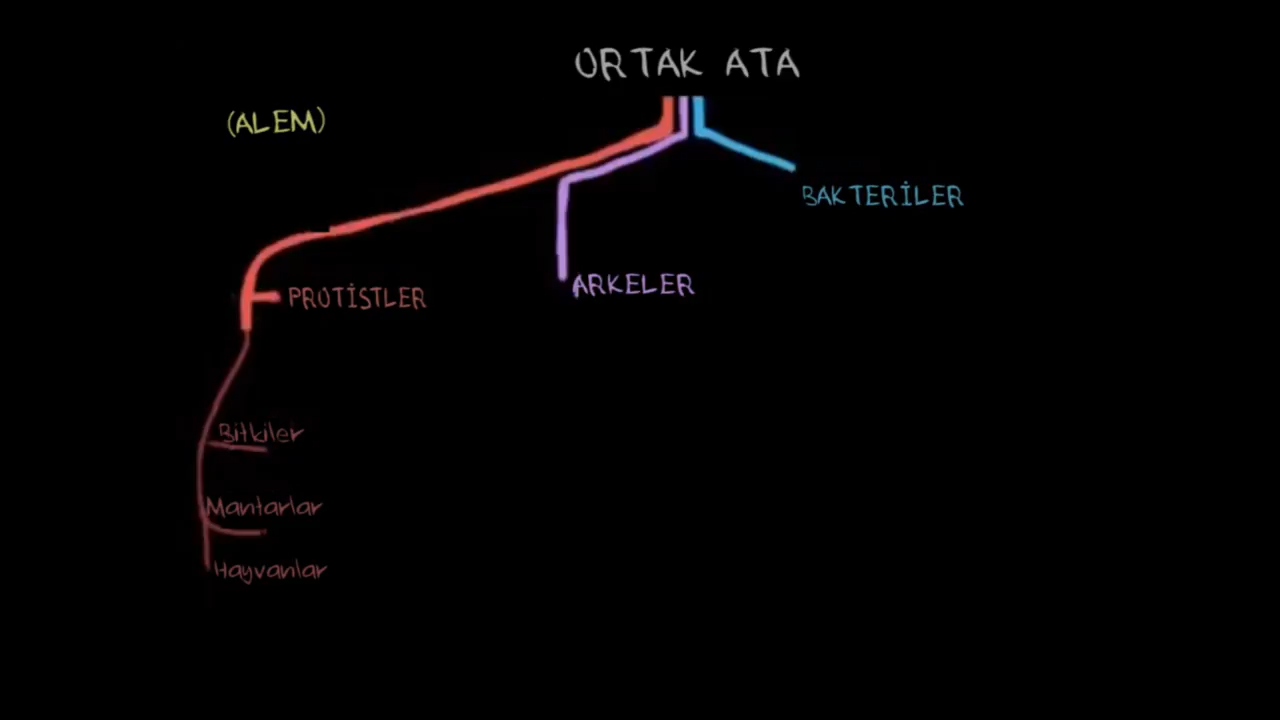 ORTAK ATA
(ALEM)
BAKTERİLER
ARKELER
PROTİSTLER
Bitkiler
Mantarlar
Hayvanlar